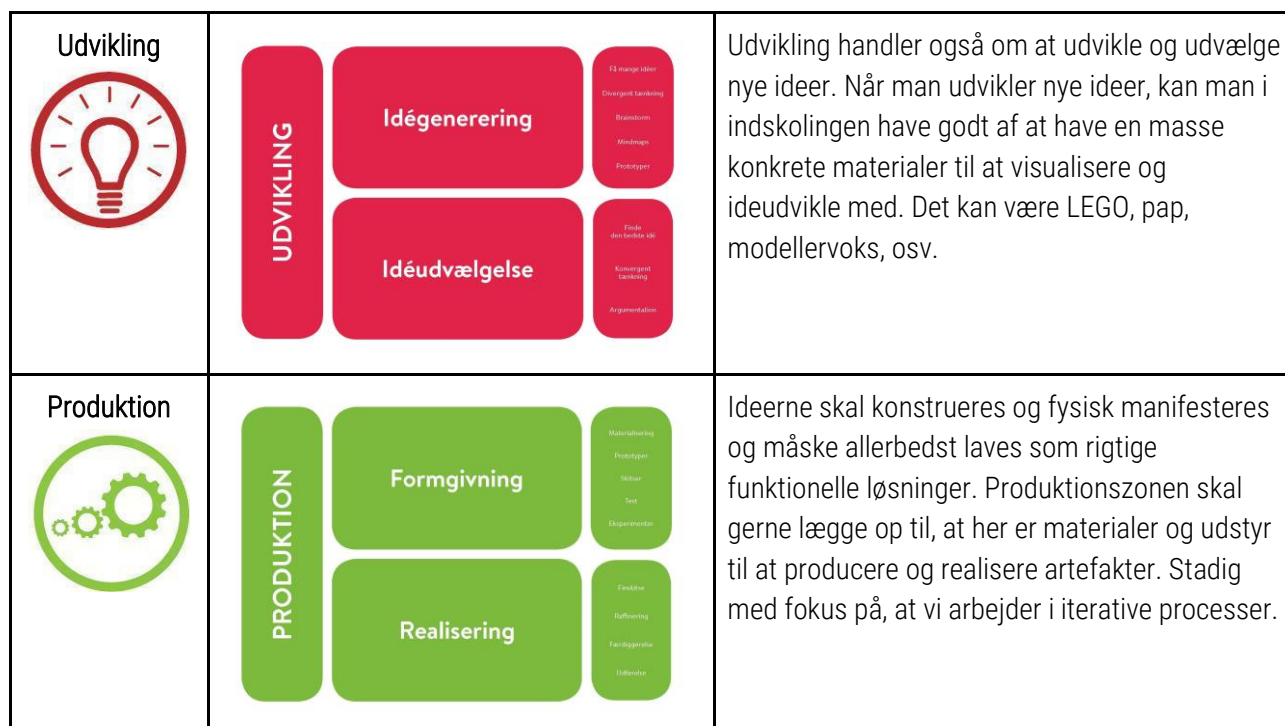 Udvikling
UDVIKLING
Idégenerering
Få mange idéer
Divergent tænkning
Brainstorm
Mindmaps
Prototyper
Idéudvælgelse
Finde
den bedste idé
Konvergent
tænkning
Argumentation
Udvikling handler også om at udvikle og udvælge
nye ideer. Når man udvikler nye ideer, kan man i
indskolingen have godt af at have en masse
konkrete materialer til at visualisere og
ideudvikle med. Det kan være LEGO, pap,
modellervoks, osv.
Produktion
PRODUKTION
Formgivning
Materialisering
Prototyper
Skitser
Test
Eksperimenter
Realisering
Raffinering
Færdiggørelse
Udførelse
Ideerne skal konstrueres og fysisk manifesteres
og måske allerbedst laves som rigtige
funktionelle løsninger. Produktionszonen skal
gerne lægge op til, at her er materialer og udstyr
til at producere og realisere artefakter. Stadig
med fokus på, at vi arbejder i iterative processer.